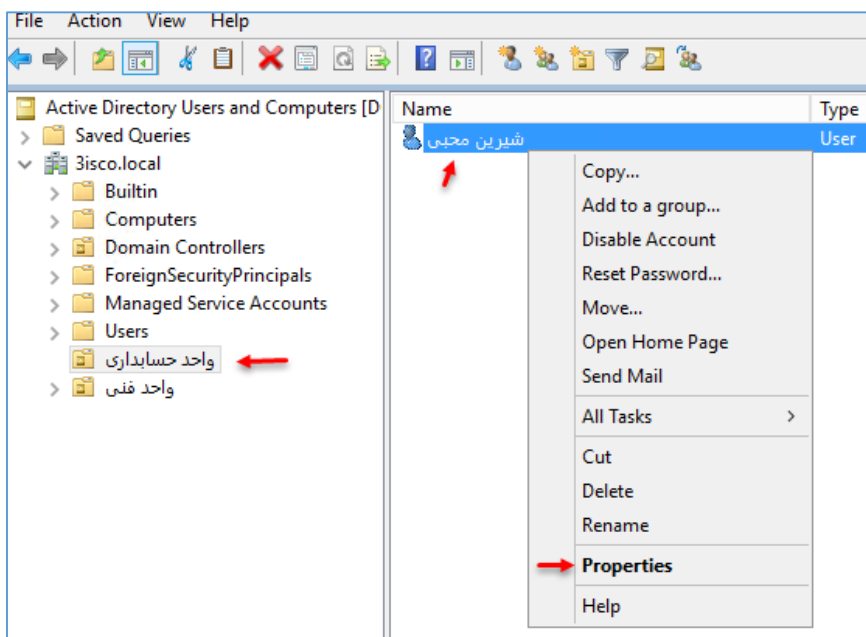 File Action View Help
Active Directory Users and Computers [D
Saved Queries
3isco.local
Builtin
Computers
Domain Controllers
ForeignSecurityPrincipals
Managed Service Accounts
Users
واحد حسابداری
واحد فنی
Name Type
شیرین محبی User
Copy...
Add to a group...
Disable Account
Reset Password...
Move...
Open Home Page
Send Mail
All Tasks
Cut
Delete
Rename
Properties
Help